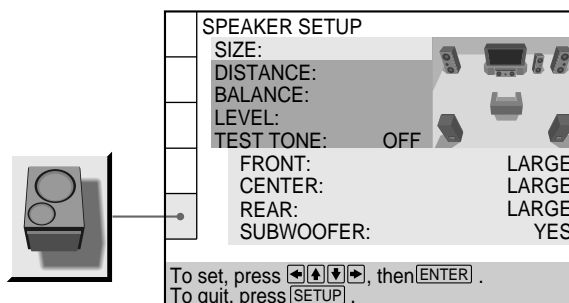 SPEAKER SETUP
SIZE:
DISTANCE:
BALANCE:
LEVEL:
TEST TONE: OFF
FRONT: LARGE
CENTER: LARGE
REAR: LARGE
SUBWOOFER: YES
To set, press ←↑↓→, then ENTER .
To quit, press SETUP .